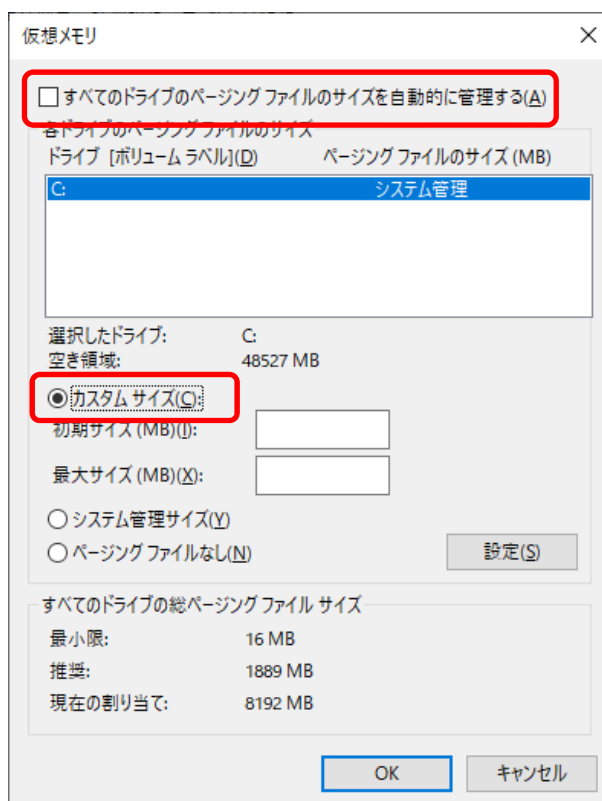 仮想メモリ
すべてのドライブのページング ファイルのサイズを自動的に管理する(A)
各ドライブのページング ファイルのサイズ
ドライブ [ボリューム ラベル](D) ページング ファイルのサイズ (MB)
C: システム管理
選択したドライブ: C:
空き領域: 48527 MB
カスタム サイズ(C):
初期サイズ (MB)(I):
最大サイズ (MB)(X):
システム管理サイズ(Y)
ページング ファイルなし(N) 設定(S)
すべてのドライブの総ページング ファイル サイズ
最小限: 16 MB
推奨: 1889 MB
現在の割り当て: 8192 MB
OK キャンセル